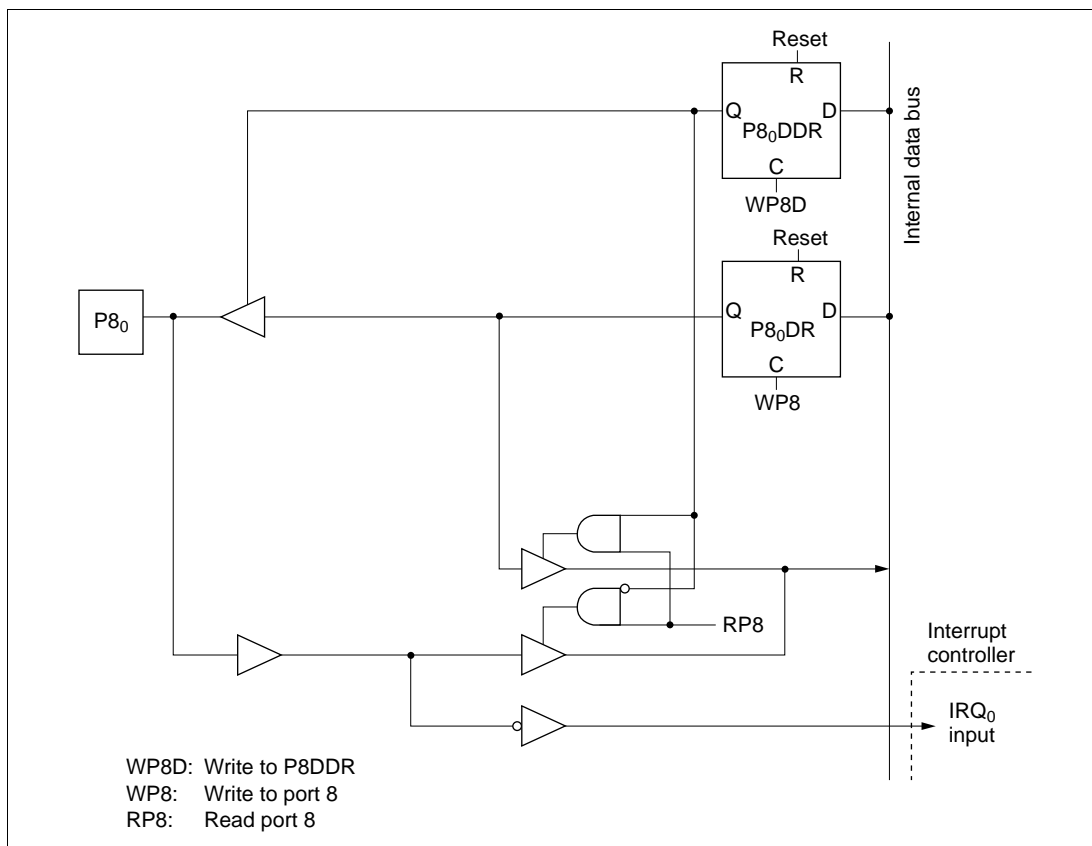 Reset
R
Q
D
P8₀DDR
C
WP8D
Internal data bus
Reset
R
P8₀
Q
D
P8₀DR
C
WP8
RP8
Interrupt
controller
IRQ₀
input
WP8D: Write to P8DDR
WP8: Write to port 8
RP8: Read port 8